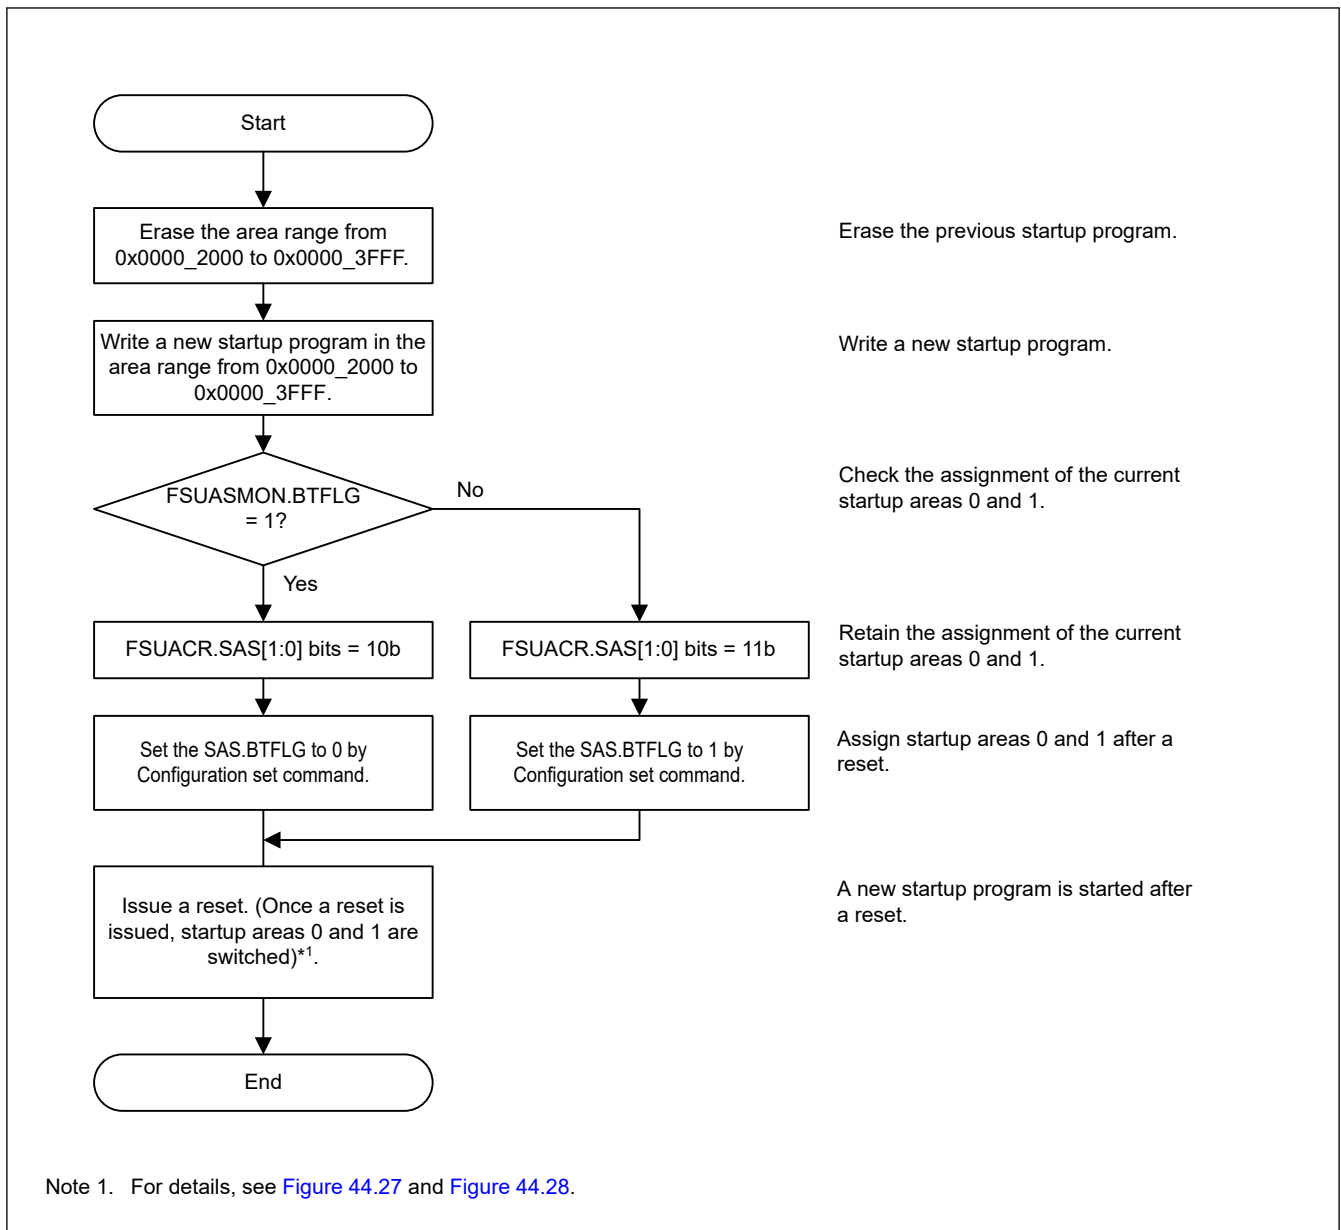 Start
Erase the area range from
0x0000_2000 to 0x0000_3FFF.
Erase the previous startup program.
Write a new startup program in the
area range from 0x0000_2000 to
0x0000_3FFF.
Write a new startup program.
FSUASMON.BTFLG
= 1?
No
Yes
Check the assignment of the current
startup areas 0 and 1.
FSUACR.SAS[1:0] bits = 10b
FSUACR.SAS[1:0] bits = 11b
Retain the assignment of the current
startup areas 0 and 1.
Set the SAS.BTFLG to 0 by
Configuration set command.
Set the SAS.BTFLG to 1 by
Configuration set command.
Assign startup areas 0 and 1 after a
reset.
Issue a reset. (Once a reset is
issued, startup areas 0 and 1 are
switched)*1.
A new startup program is started after
a reset.
End
Note 1. For details, see Figure 44.27 and Figure 44.28.